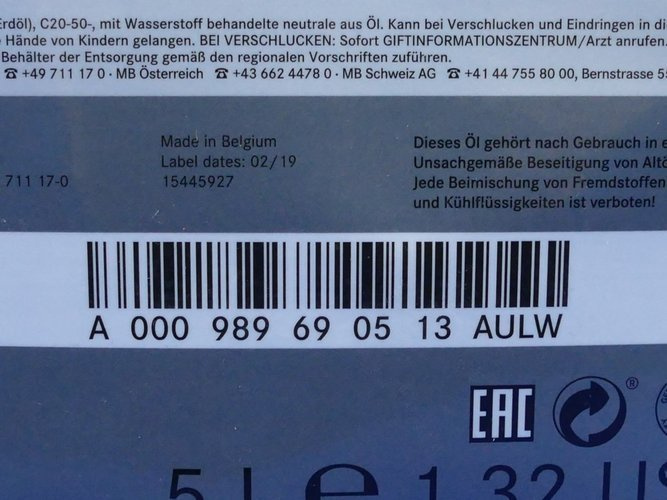 Erdöl), C20-50-, mit Wasserstoff behandelte neutrale aus Öl. Kann bei Verschlucken und Eindringen in di
e Hände von Kindern gelangen. BEI VERSCHLUCKEN: Sofort GIFTINFORMATIONSZENTRUM/Arzt anrufen.
Behälter der Entsorgung gemäß den regionalen Vorschriften zuführen.
☎ +49 711 17 0 · MB Österreich ☎ +43 662 4478 0 · MB Schweiz AG ☎ +41 44 755 80 00, Bernstrasse 55
Made in Belgium
Label dates: 02/19
711 17-0 15445927
Dieses Öl gehört nach Gebrauch in e
Unsachgemäße Beseitigung von Altö
Jede Beimischung von Fremdstoffen
und Kühlflüssigkeiten ist verboten!
A 000 989 69 05 13 AULW
EAC ®
5 L ℮ 1.32 US